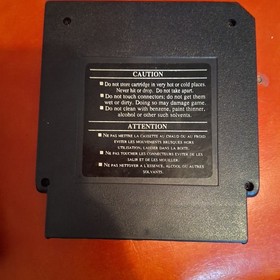 CAUTION
■ Do not store cartridge in very hot or cold places.
Never hit or drop. Do not take apart.
■ Do not touch connectors; do not get them
wet or dirty. Doing so may damage game.
■ Do not clean with benzene, paint thinner,
alcohol or other such solvents.
ATTENTION
■ NE PAS METTRE LA CASSETTE AU CHAUD OU AU FROID.
EVITER LES MOUVEMENTS BRUSQUES HORS
UTILISATION, LAISSER DANS LA BOITE.
■ NE PAS TOUCHER LES CONNECTEURS EVITER DE LES
SALIR ET DE LES MOUILLER.
■ NE PAS NETTOYER A L'ESSENCE, ALCOOL OU AUTRES
SOLVANTS.